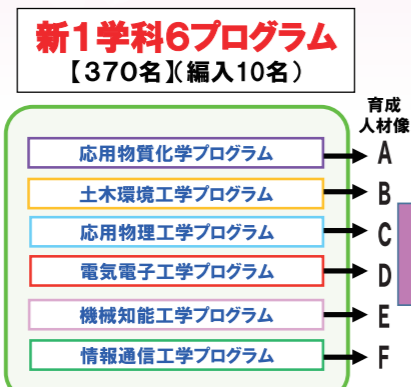 新1学科6プログラム
【370名】(編入10名)
育成
人材像
応用物質化学プログラム A
土木環境工学プログラム B
応用物理工学プログラム C
電気電子工学プログラム D
機械知能工学プログラム E
情報通信工学プログラム F